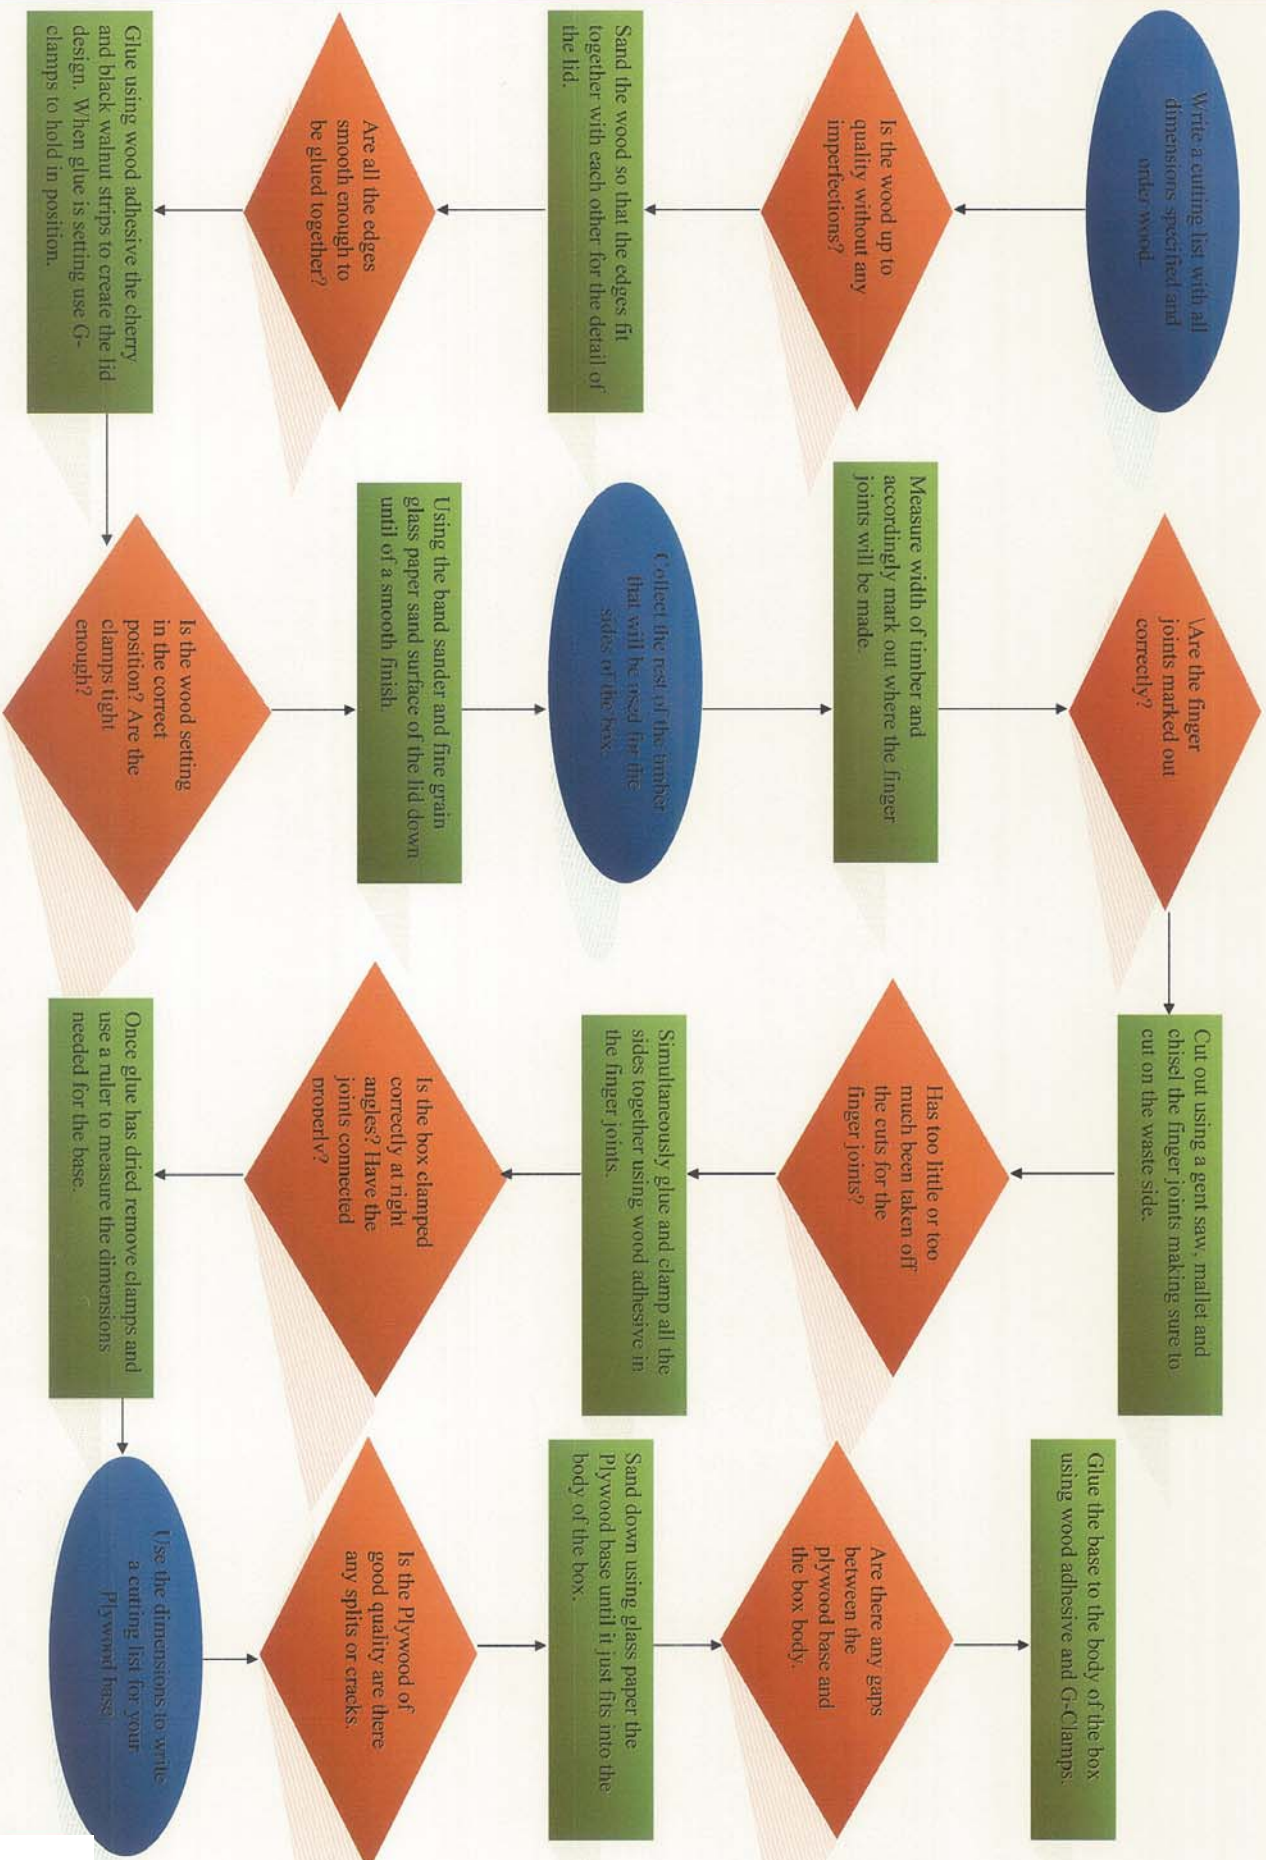 Write a cutting list with all
dimensions specified and
order wood.
Is the wood up to
quality without any
imperfections?
Sand the wood so that the edges fit
together with each other for the detail of
the lid.
Are all the edges
smooth enough to
be glued together?
Glue using wood adhesive the cherry
and black walnut strips to create the lid
design. When glue is setting use G-
clamps to hold in position.
Is the wood setting
in the correct
position? Are the
clamps tight
enough?
Using the band sander and fine grain
glass paper sand surface of the lid down
until of a smooth finish.
Collect the rest of the timber
that will be used for the
sides of the box.
Measure width of timber and
accordingly mark out where the finger
joints will be made.
\Are the finger
joints marked out
correctly?
Cut out using a gent saw, mallet and
chisel the finger joints making sure to
cut on the waste side.
Has too little or too
much been taken off
the cuts for the
finger joints?
Simultaneously glue and clamp all the
sides together using wood adhesive in
the finger joints.
Is the box clamped
correctly at right
angles? Have the
joints connected
properly?
Once glue has dried remove clamps and
use a ruler to measure the dimensions
needed for the base.
Use the dimensions to write
a cutting list for your
Plywood base.
Is the Plywood of
good quality are there
any splits or cracks.
Sand down using glass paper the
Plywood base until it just fits into the
body of the box.
Are there any gaps
between the
plywood base and
the box body.
Glue the base to the body of the box
using wood adhesive and G-Clamps.